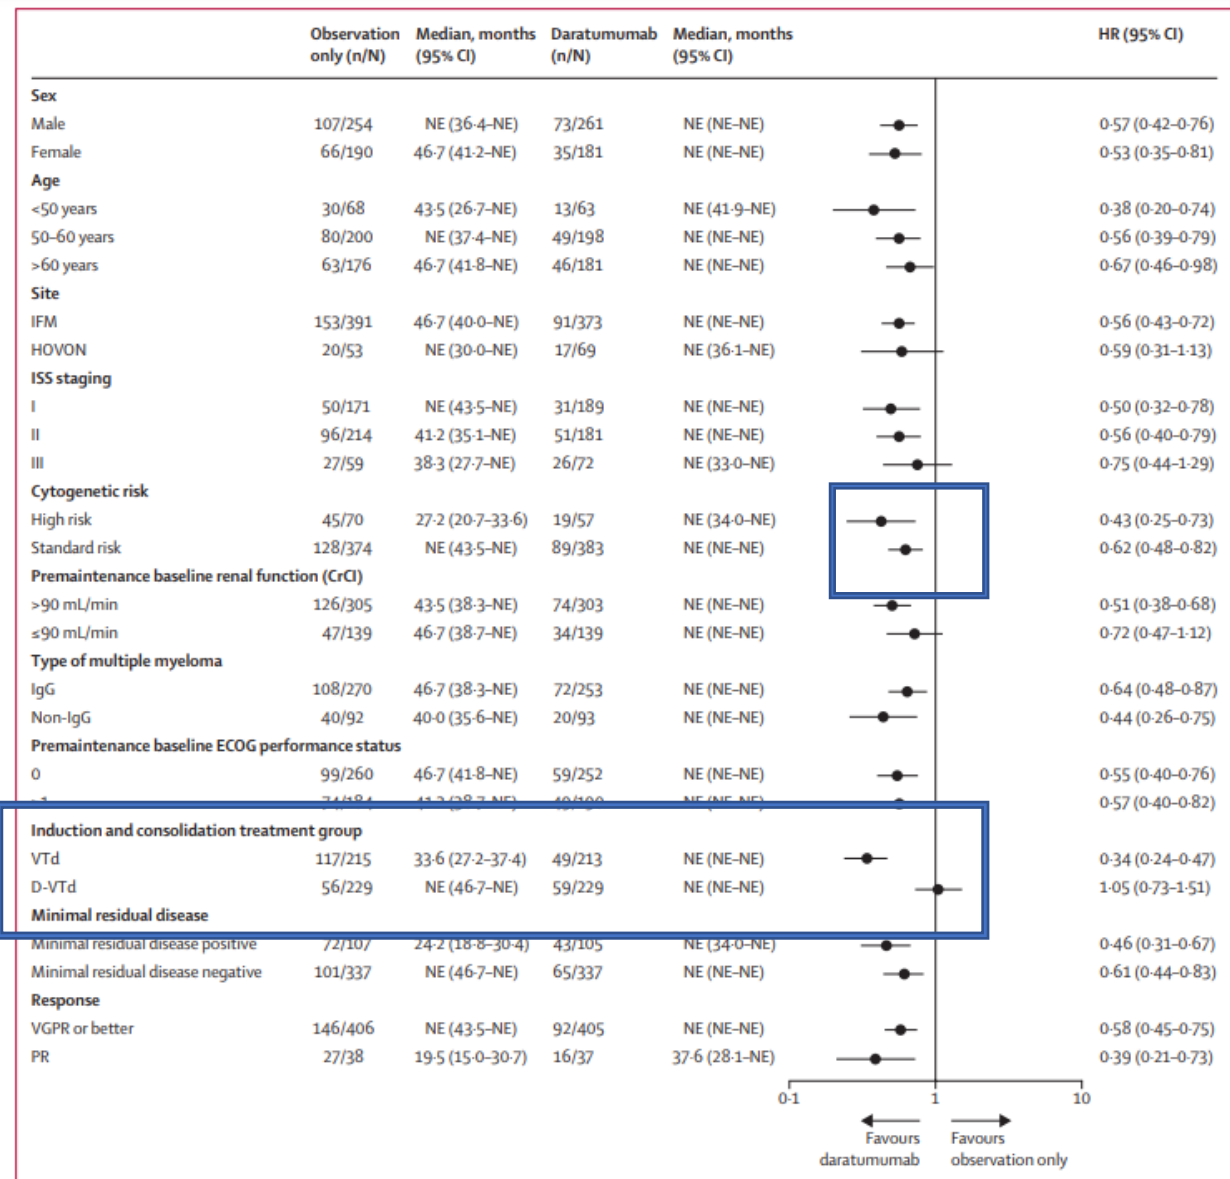 Observation Median, months Daratumumab Median, months HR (95% CI)
only (n/N) (95% CI) (n/N) (95% CI)
Sex
Male 107/254 NE (36·4–NE) 73/261 NE (NE–NE) 0·57 (0·42–0·76)
Female 66/190 46·7 (41·2–NE) 35/181 NE (NE–NE) 0·53 (0·35–0·81)
Age
<50 years 30/68 43·5 (26·7–NE) 13/63 NE (41·9–NE) 0·38 (0·20–0·74)
50–60 years 80/200 NE (37·4–NE) 49/198 NE (NE–NE) 0·56 (0·39–0·79)
>60 years 63/176 46·7 (41·8–NE) 46/181 NE (NE–NE) 0·67 (0·46–0·98)
Site
IFM 153/391 46·7 (40·0–NE) 91/373 NE (NE–NE) 0·56 (0·43–0·72)
HOVON 20/53 NE (30·0–NE) 17/69 NE (36·1–NE) 0·59 (0·31–1·13)
ISS staging
I 50/171 NE (43·5–NE) 31/189 NE (NE–NE) 0·50 (0·32–0·78)
II 96/214 41·2 (35·1–NE) 51/181 NE (NE–NE) 0·56 (0·40–0·79)
III 27/59 38·3 (27·7–NE) 26/72 NE (33·0–NE) 0·75 (0·44–1·29)
Cytogenetic risk
High risk 45/70 27·2 (20·7–33·6) 19/57 NE (34·0–NE) 0·43 (0·25–0·73)
Standard risk 128/374 NE (43·5–NE) 89/383 NE (NE–NE) 0·62 (0·48–0·82)
Premaintenance baseline renal function (CrCl)
>90 mL/min 126/305 43·5 (38·3–NE) 74/303 NE (NE–NE) 0·51 (0·38–0·68)
≤90 mL/min 47/139 46·7 (38·7–NE) 34/139 NE (NE–NE) 0·72 (0·47–1·12)
Type of multiple myeloma
IgG 108/270 46·7 (38·3–NE) 72/253 NE (NE–NE) 0·64 (0·48–0·87)
Non-IgG 40/92 40·0 (35·6–NE) 20/93 NE (NE–NE) 0·44 (0·26–0·75)
Premaintenance baseline ECOG performance status
0 99/260 46·7 (41·8–NE) 59/252 NE (NE–NE) 0·55 (0·40–0·76)
0·57 (0·40–0·82)
Induction and consolidation treatment group
VTd 117/215 33·6 (27·2–37·4) 49/213 NE (NE–NE) 0·34 (0·24–0·47)
D-VTd 56/229 NE (46·7–NE) 59/229 NE (NE–NE) 1·05 (0·73–1·51)
Minimal residual disease
Minimal residual disease positive 72/107 24·2 (18·8–30·4) 43/105 NE (34·0–NE) 0·46 (0·31–0·67)
Minimal residual disease negative 101/337 NE (46·7–NE) 65/337 NE (NE–NE) 0·61 (0·44–0·83)
Response
VGPR or better 146/406 NE (43·5–NE) 92/405 NE (NE–NE) 0·58 (0·45–0·75)
PR 27/38 19·5 (15·0–30·7) 16/37 37·6 (28·1–NE) 0·39 (0·21–0·73)
0·1 1 10
Favours Favours
daratumumab observation only